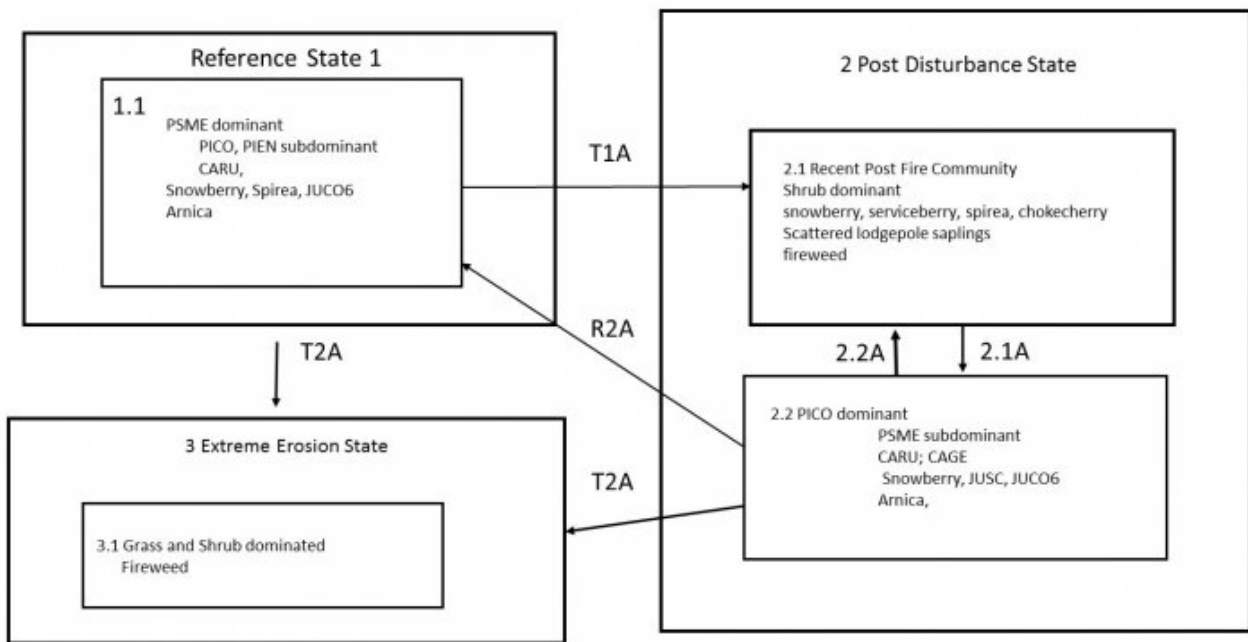 Reference State 1
1.1
PSME dominant
PICO, PIEN subdominant
CARU,
Snowberry, Spirea, JUCO6
Arnica
T1A
2 Post Disturbance State
2.1 Recent Post Fire Community
Shrub dominant
snowberry, serviceberry, spirea, chokecherry
Scattered lodgepole saplings
fireweed
R2A
T2A
2.2A
2.1A
2.2 PICO dominant
PSME subdominant
CARU; CAGE
Snowberry, JUSC, JUCO6
Arnica,
T2A
3 Extreme Erosion State
3.1 Grass and Shrub dominated
Fireweed